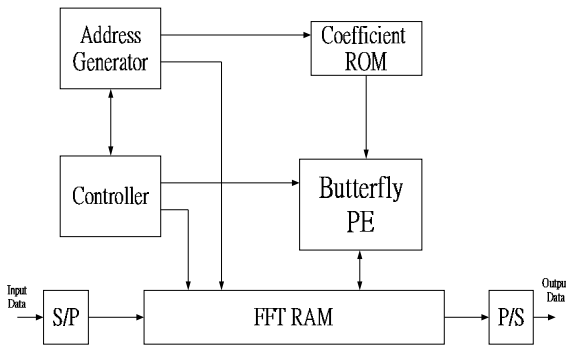 Address
Generator
Coefficient
ROM
Controller
Butterfly
PE
Input
Data
S/P
FFT RAM
P/S
Outpu
Data